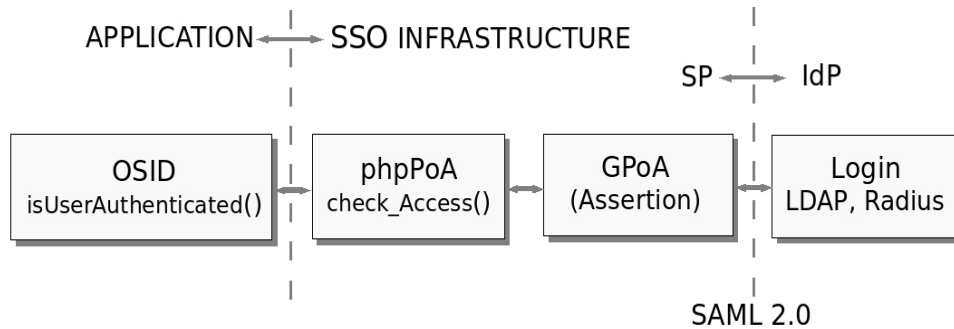 APPLICATION SSO INFRASTRUCTURE
SP IdP
OSID
isUserAuthenticated()
phpPoA
check_Access()
GPoA
(Assertion)
Login
LDAP, Radius
SAML 2.0